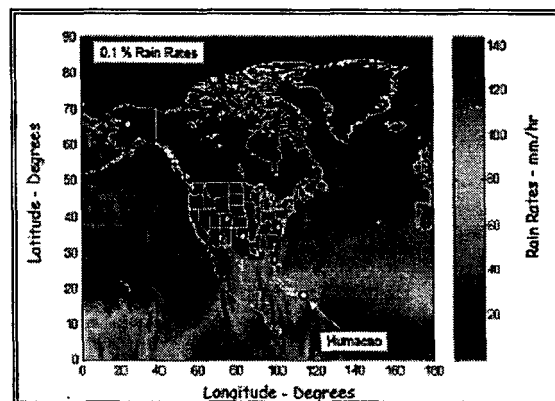 0.1 % Rain Rates
Latitude - Degrees
90
80
70
60
50
40
30
20
10
0
0 20 40 60 80 100 120 140 160 180
Longitude - Degrees
Humacao
140
120
100
80
60
40
20
Rain Rates - mm/hr